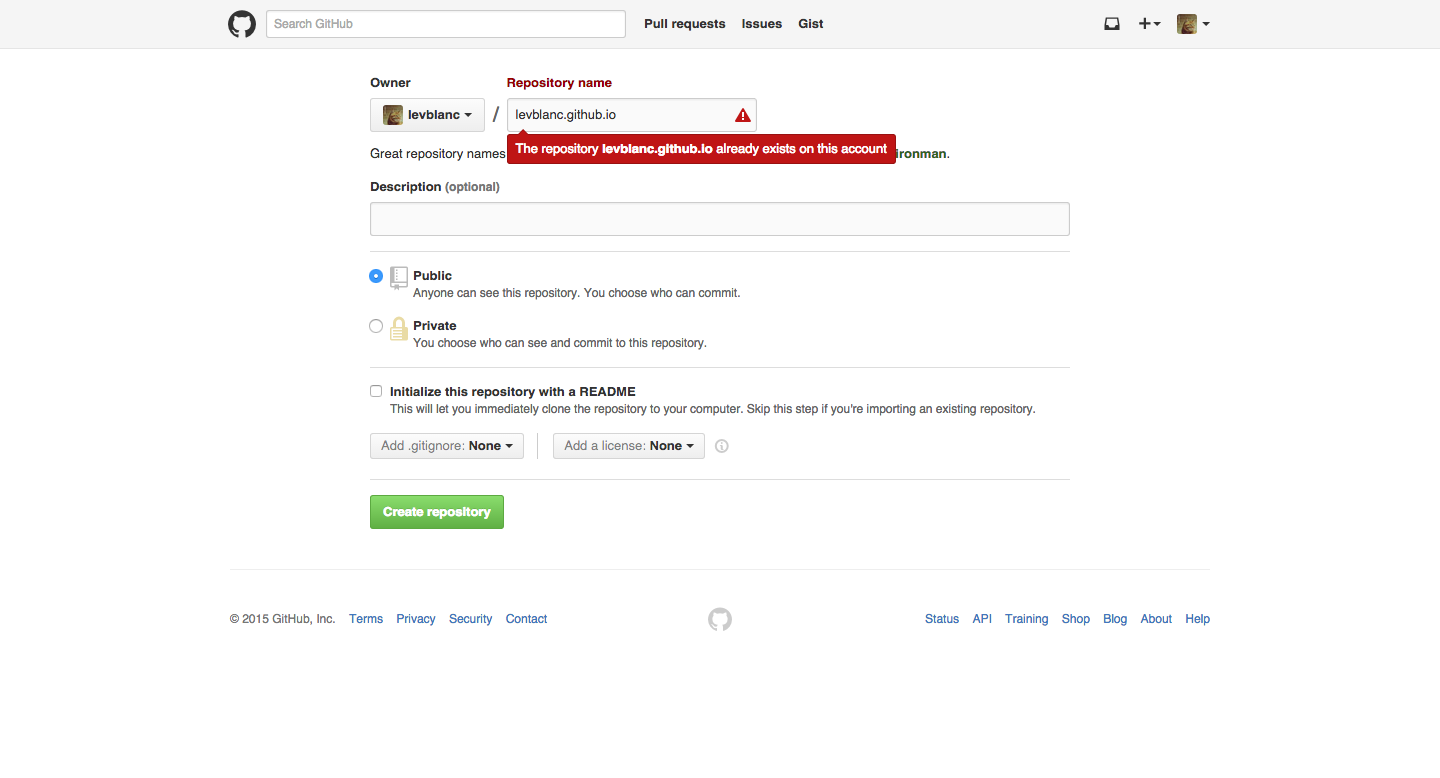 Search GitHub Pull requests Issues Gist
Owner Repository name
levblanc / levblanc.github.io
The repository levblanc.github.io already exists on this account
Great repository names ironman.
Description (optional)
Public
Anyone can see this repository. You choose who can commit.
Private
You choose who can see and commit to this repository.
Initialize this repository with a README
This will let you immediately clone the repository to your computer. Skip this step if you're importing an existing repository.
Add .gitignore: None Add a license: None
Create repository
© 2015 GitHub, Inc. Terms Privacy Security Contact Status API Training Shop Blog About Help